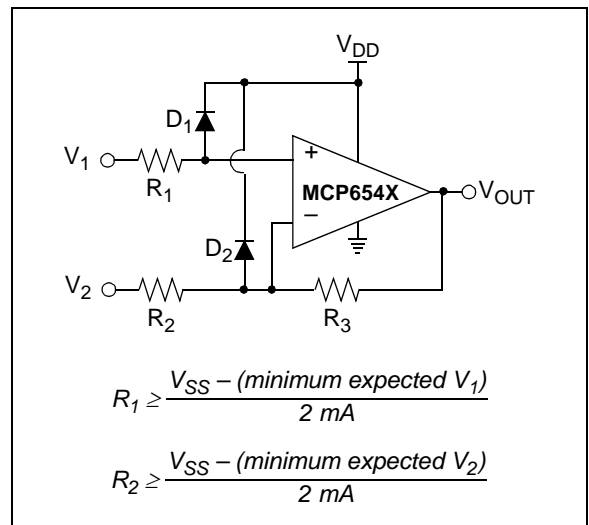 V_DD
D_1
V_1
R_1
+
MCP654X
–
V_OUT
D_2
V_2
R_2
R_3
R_1 ≥ V_SS – (minimum expected V_1)
2 mA
R_2 ≥ V_SS – (minimum expected V_2)
2 mA